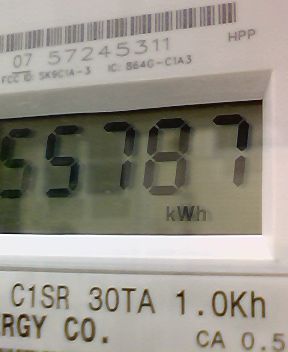 07 57245311
HPP
FCC ID: SK9C1A-3 IC: 864G-C1A3
55787
kWh
C1SR 30TA 1.0Kh
RGY CO.
CA 0.5